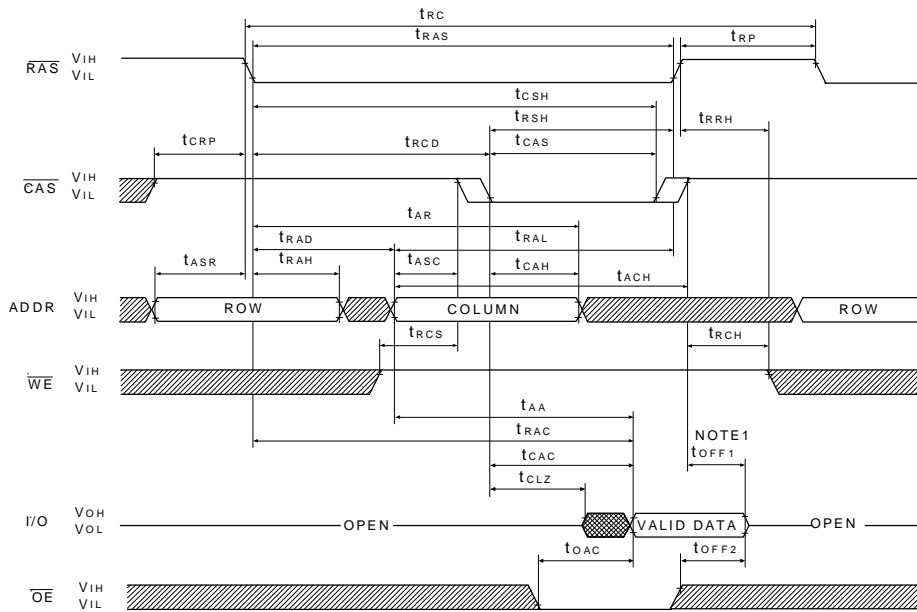 tRC
tRAS tRP
RAS VIH
VIL
tCSH
tRSH tRRH
tCRP tRCD tCAS
CAS VIH
VIL
tAR
tRAD tRAL
tASR tRAH tASC tCAH
tACH
ADDR VIH
VIL
ROW COLUMN ROW
tRCS tRCH
WE VIH
VIL
tAA
tRAC NOTE1
tCAC tOFF1
tCLZ
I/O VOH
VOL
OPEN VALID DATA OPEN
tOAC tOFF2
OE VIH
VIL